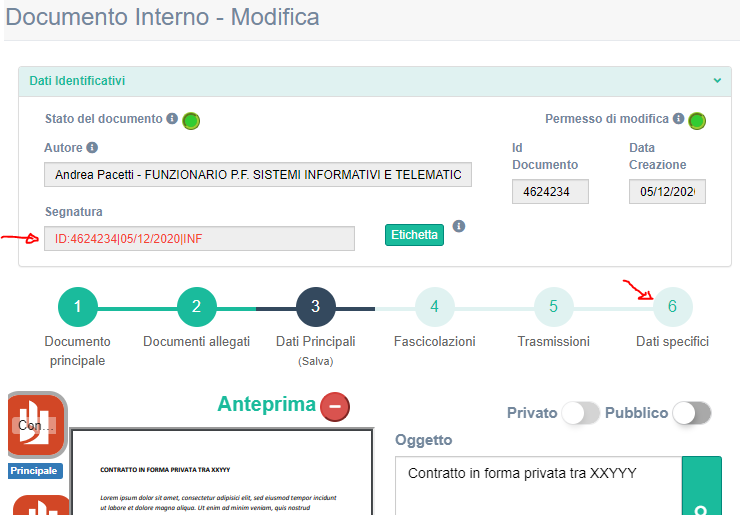 Documento Interno - Modifica
Dati Identificativi
Stato del documento
Permesso di modifica
Autore
Id
Documento
Data
Creazione
Andrea Pacetti - FUNZIONARIO P.F. SISTEMI INFORMATIVI E TELEMATIC
4624234
05/12/202
Segnatura
ID:4624234|05/12/2020|INF
Etichetta
1
2
3
4
5
6
Documento
principale
Documenti allegati
Dati Principali
(Salva)
Fascicolazioni
Trasmissioni
Dati specifici
Anteprima
Privato
Pubblico
Con...
Principale
Oggetto
Contratto in forma privata tra XXYYY
CONTRATTO IN FORMA PRIVATA TRA XXYYY
Lorem ipsum dolor sit amet, consectetur adipisici elit, sed eiusmod tempor incidunt
ut labore et dolore magna aliqua. Ut enim ad minim veniam, quis nostrud